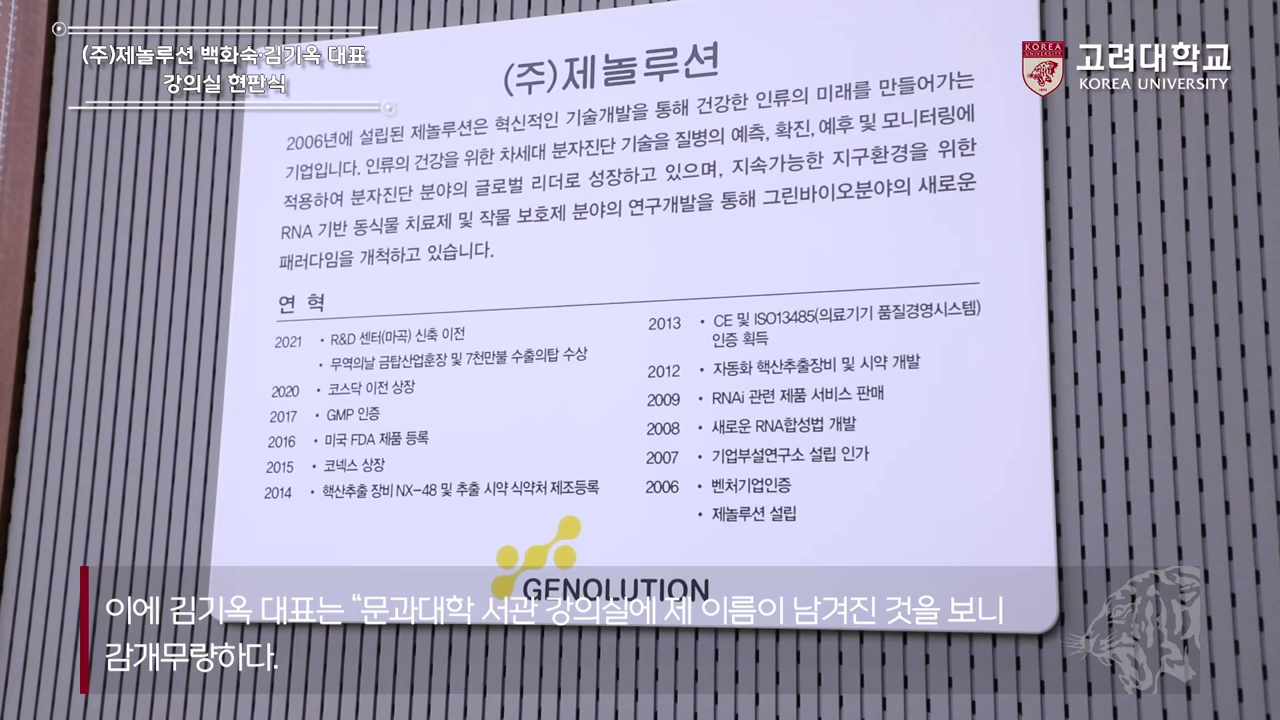 (주)제놀루션 백화숙·김기옥 대표
강의실 현판식
KOREA
UNIVERSITY
고려대학교
KOREA UNIVERSITY
(주)제놀루션
2006년에 설립된 제놀루션은 혁신적인 기술개발을 통해 건강한 인류의 미래를 만들어가는
기업입니다. 인류의 건강을 위한 차세대 분자진단 기술을 질병의 예측, 확진, 예후 및 모니터링에
적용하여 분자진단 분야의 글로벌 리더로 성장하고 있으며, 지속가능한 지구환경을 위한
RNA 기반 동식물 치료제 및 작물 보호제 분야의 연구개발을 통해 그린바이오분야의 새로운
패러다임을 개척하고 있습니다.
연 혁
2021 • R&D 센터(마곡) 신축 이전
• 무역의날 금탑산업훈장 및 7천만불 수출의탑 수상
2020 • 코스닥 이전 상장
2017 • GMP 인증
2016 • 미국 FDA 제품 등록
2015 • 코넥스 상장
2014 • 핵산추출 장비 NX-48 및 추출 시약 식약처 제조등록
2013 • CE 및 ISO13485(의료기기 품질경영시스템)
인증 획득
2012 • 자동화 핵산추출장비 및 시약 개발
2009 • RNAi 관련 제품 서비스 판매
2008 • 새로운 RNA합성법 개발
2007 • 기업부설연구소 설립 인가
2006 • 벤처기업인증
• 제놀루션 설립
GENOLUTION
이에 김기옥 대표는 “문과대학 서관 강의실에 제 이름이 남겨진 것을 보니
감개무량하다.